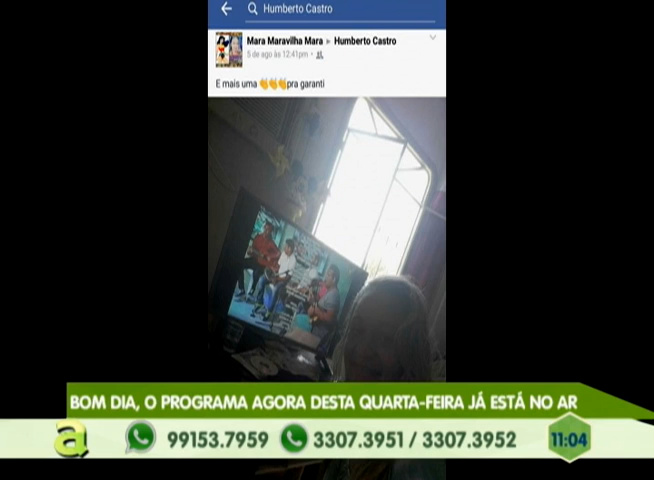 Humberto Castro
Mara Maravilha Mara ▸ Humberto Castro
5 de ago às 12:41pm •
E mais uma 👏👏👏pra garanti
BOM DIA, O PROGRAMA AGORA DESTA QUARTA-FEIRA JÁ ESTÁ NO AR
a 99153.7959 3307.3951 / 3307.3952 11:04